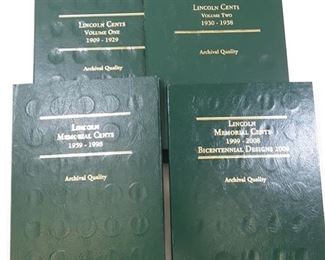 Lincoln Cents
Volume One
1909 - 1929
Archival Quality
Lincoln Cents
Volume Two
1930 - 1958
Archival Quality
Lincoln
Memorial Cents
1959 - 1998
Archival Quality
Lincoln
Memorial Cents
1999 - 2008
Bicentennial Designs 2009
Archival Quality